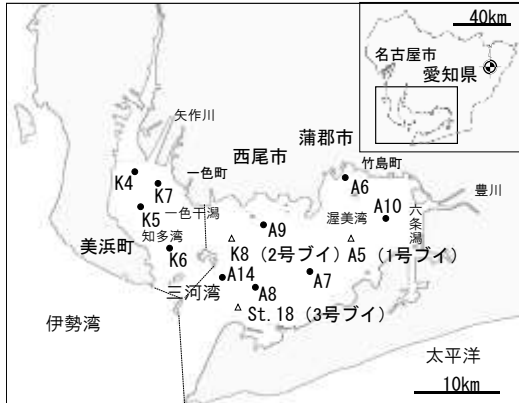 40km
名古屋市
愛知県
矢作川
蒲郡市
西尾市
竹島町
一色町
K4
K7
A6
豊川
K5
一色干潟
A9
渥美湾
A10
六条潟
美浜町
知多湾
K8（2号ブイ）
A5（1号ブイ）
K6
A14
A7
三河湾
A8
伊勢湾
St.18（3号ブイ）
太平洋
10km